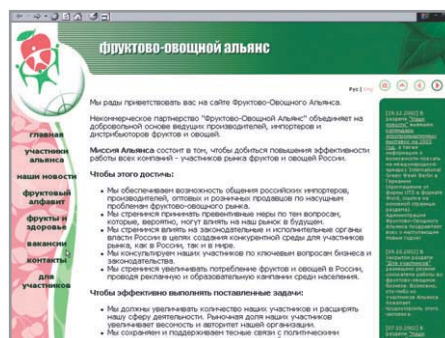 фруктово-овощной альянс
Рус | Eng
Мы рады приветствовать вас на сайте Фруктово-Овощного Альянса.
Некоммерческое партнерство "Фруктово-Овощной Альянс" объединяет на
добровольной основе ведущих производителей, импортеров и
дистрибьюторов фруктов и овощей.
Миссия Альянса состоит в том, чтобы добиться повышения эффективности
работы всех компаний - участников рынка фруктов и овощей России.
Чтобы этого достичь:
• Мы обеспечиваем возможность общения российских импортеров,
производителей, оптовых и розничных продавцов по насущным
проблемам фруктово-овощного рынка.
• Мы стремимся принимать превентивные меры по тем вопросам,
которые, вероятно, могут влиять на наш рынок в будущем.
• Мы стремимся влиять на законодательные и исполнительные органы
власти России в целях создания конкурентной среды для участников
рынка, как в России, так и в мире.
• Мы консультируем наших участников по ключевым вопросам бизнеса и
законодательства.
• Мы стремимся увеличивать потребление фруктов и овощей в России,
проводя рекламную и образовательную кампании среди населения.
Чтобы эффективно выполнять поставленные задачи:
• Мы должны увеличивать количество наших участников и расширять
нашу сферу деятельности. Рыночная доля наших участников
увеличивает весомость и авторитет нашей организации.
• Мы сохраняем и поддерживаем тесные связи с политическими
главная
участники
альянса
наши новости
фруктовый
алфавит
фрукты и
здоровье
вакансии
контакты
для
участников